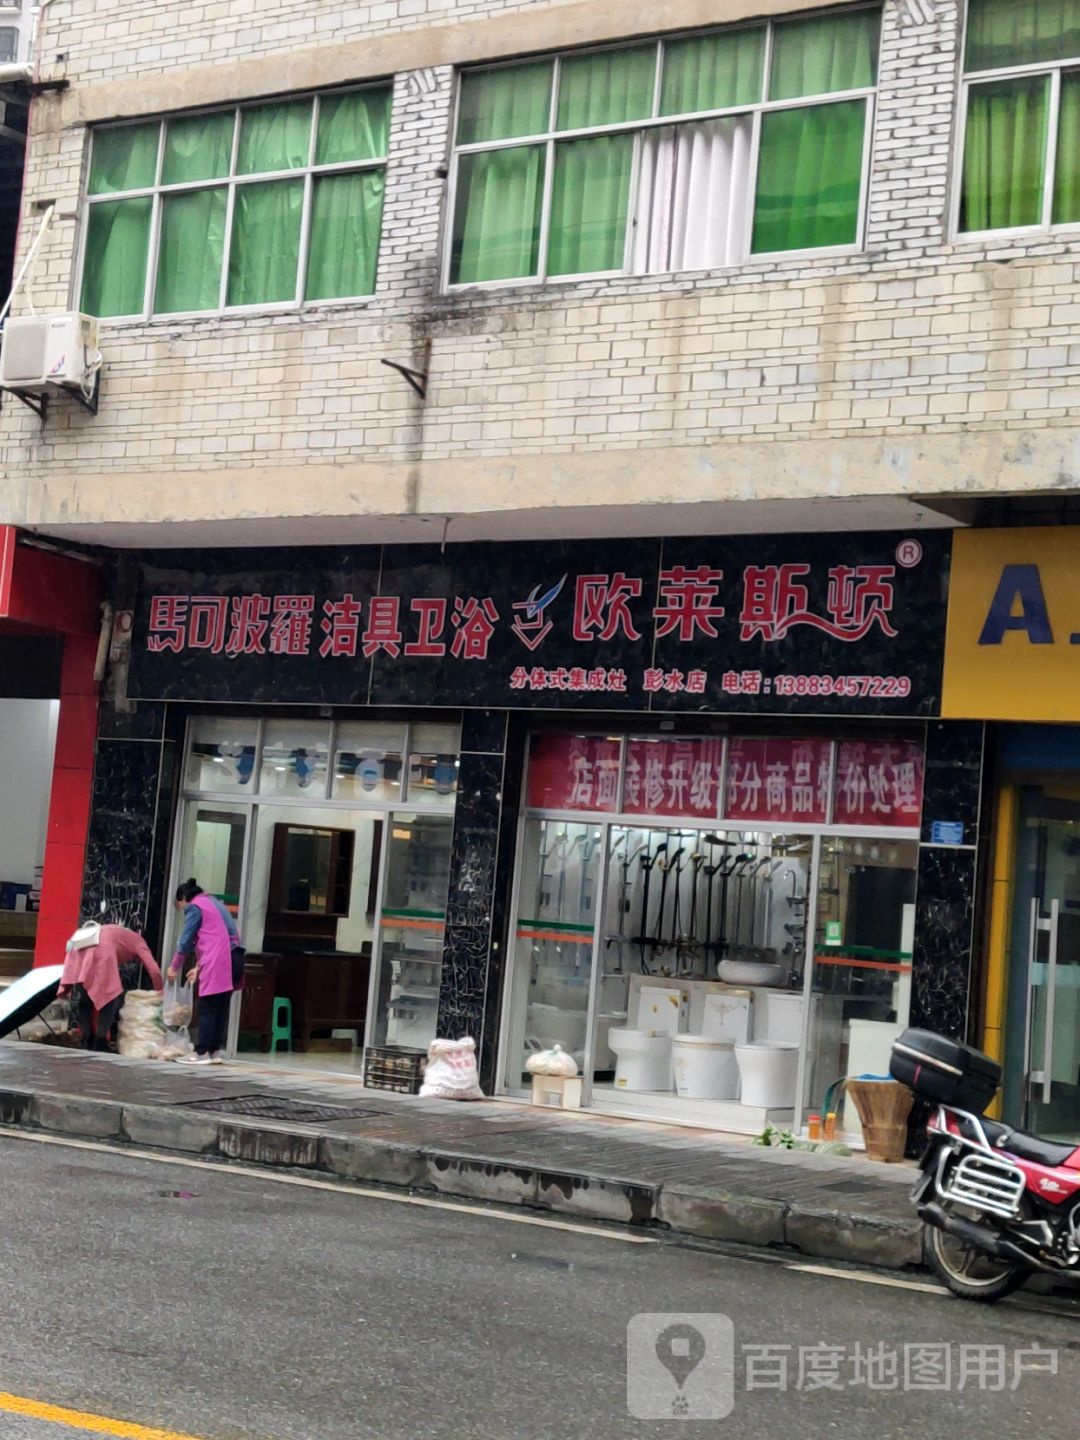 馬可波羅 洁具卫浴 欧莱斯顿®
分体式集成灶 彭水店 电话:13883457229
A
店面装修升级部分商品特价处理
百度地图用户